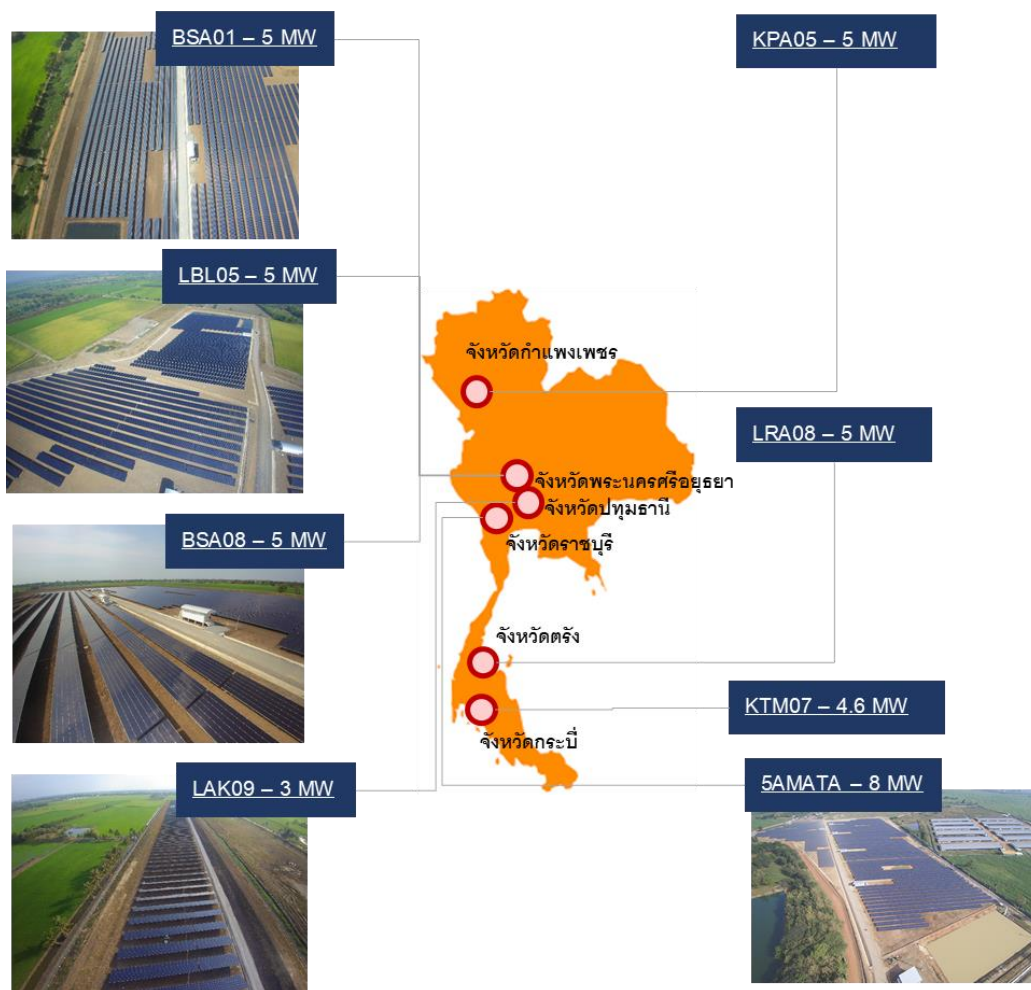 BSA01 – 5 MW
KPA05 – 5 MW
LBL05 – 5 MW
จังหวัดกำแพงเพชร
LRA08 – 5 MW
จังหวัดพระนครศรีอยุธยา
จังหวัดปทุมธานี
BSA08 – 5 MW
จังหวัดราชบุรี
จังหวัดตรัง
KTM07 – 4.6 MW
จังหวัดกระบี่
LAK09 – 3 MW
5AMATA – 8 MW